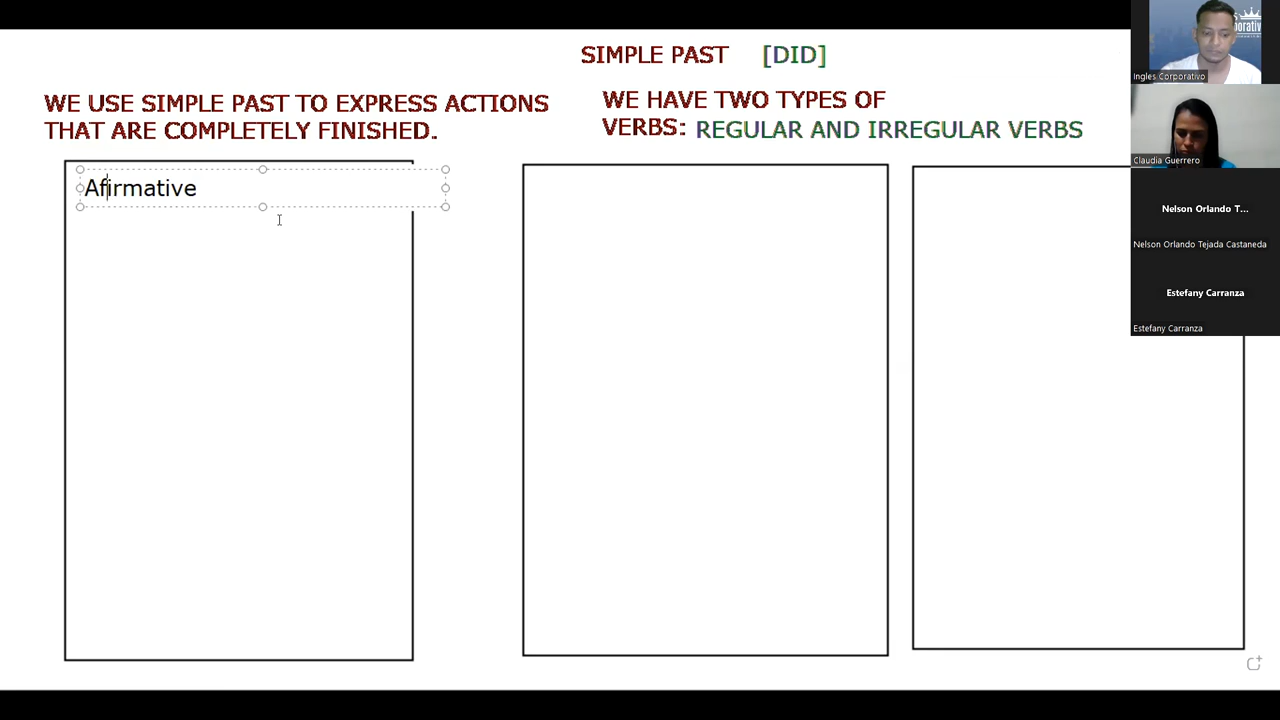 SIMPLE PAST [DID]
WE USE SIMPLE PAST TO EXPRESS ACTIONS
THAT ARE COMPLETELY FINISHED.
WE HAVE TWO TYPES OF
VERBS: REGULAR AND IRREGULAR VERBS
Afirmative
Ingles Corporativo
Claudia Guerrero
Nelson Orlando T...
Nelson Orlando Tejada Castaneda
Estefany Carranza
Estefany Carranza